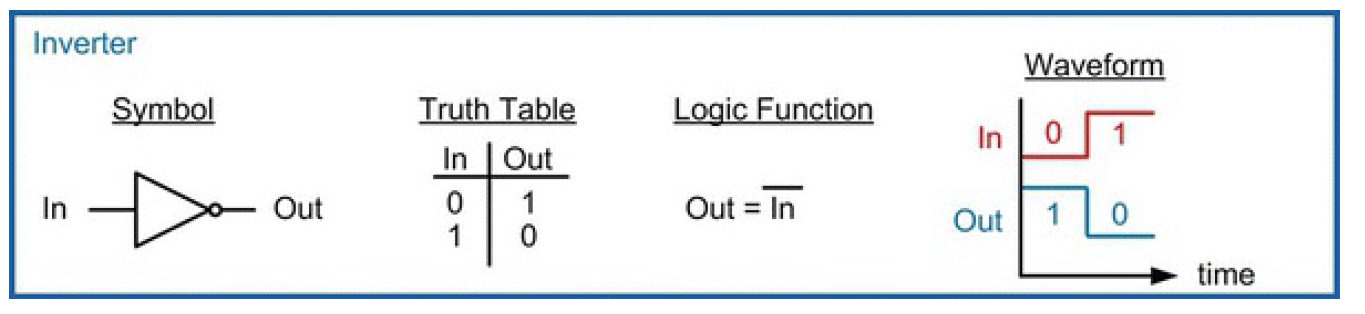 Inverter
Symbol
In Out
Truth Table
In Out
0 1
1 0
Logic Function
Out = I̅n̅
Waveform
In 0 1
Out 1 0
time